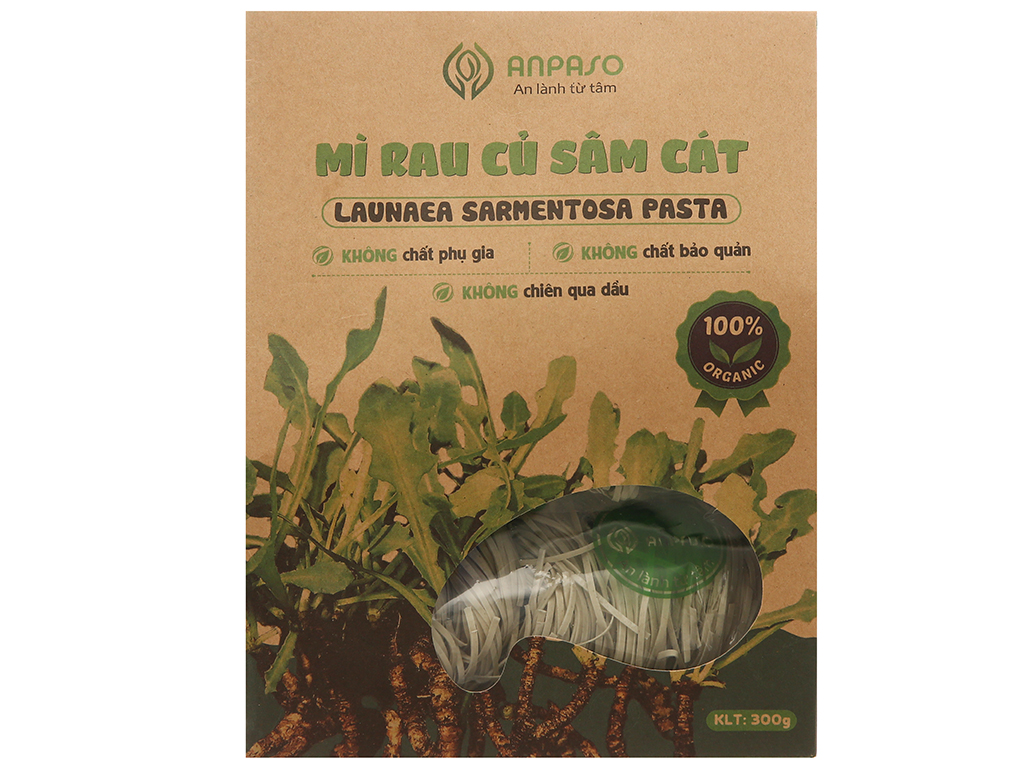 ANPASO
An lành từ tâm
MÌ RAU CỦ SÂM CÁT
LAUNAEA SARMENTOSA PASTA
KHÔNG chất phụ gia
KHÔNG chất bảo quản
KHÔNG chiên qua dầu
100%
ORGANIC
KLT: 300g